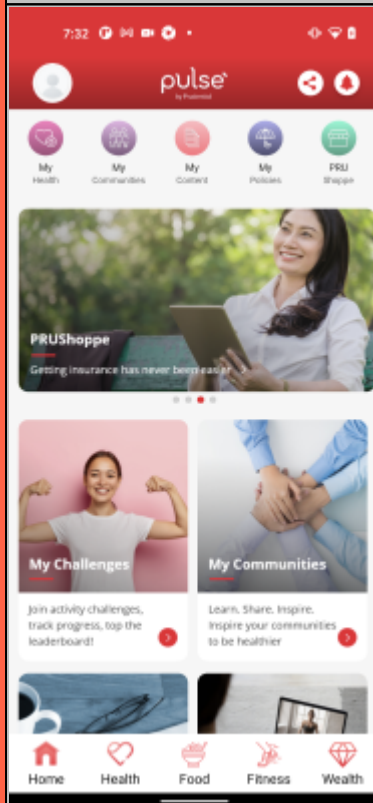 7:32
pulse
by Prudential
My
Health
My
Communities
My
Content
My
Policies
PRU
Shoppe
PRUShoppe
Getting insurance has never been easier >
My Challenges
Join activity challenges,
track progress, top the
leaderboard!
My Communities
Learn. Share. Inspire.
Inspire your communities
to be healthier
Home
Health
Food
Fitness
Wealth